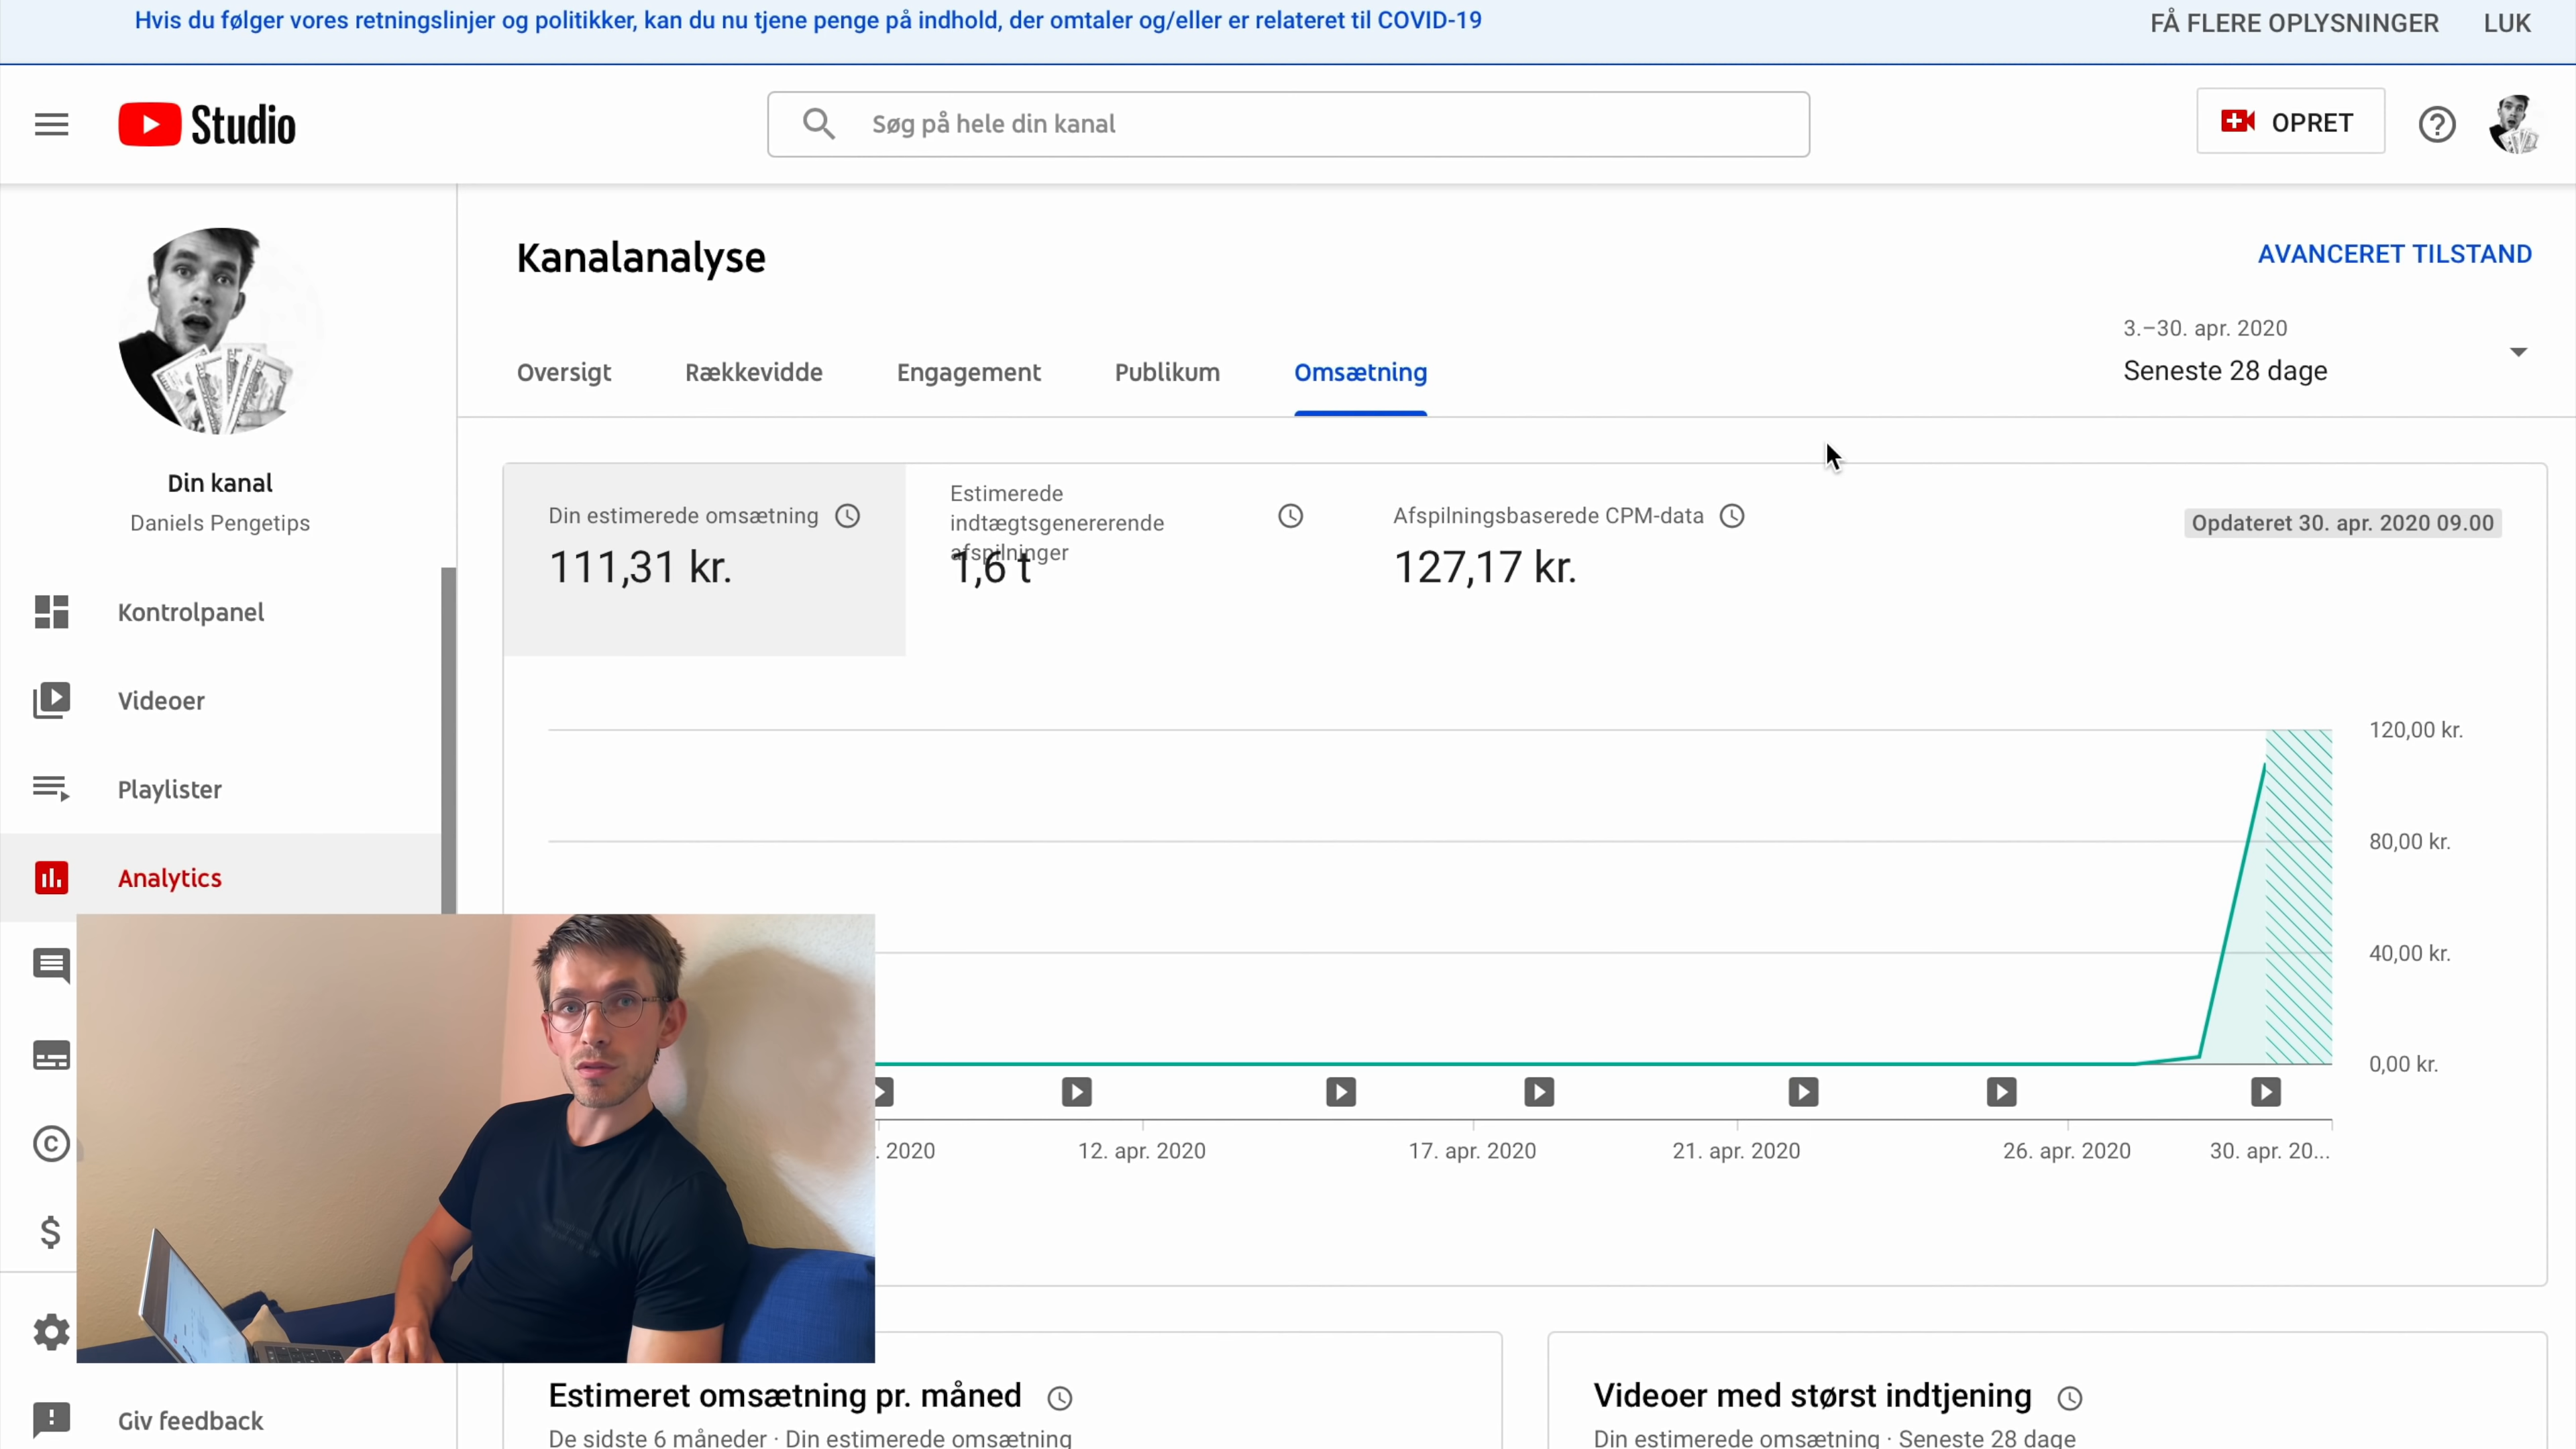 Hvis du følger vores retningslinjer og politikker, kan du nu tjene penge på indhold, der omtaler og/eller er relateret til COVID-19
FÅ FLERE OPLYSNINGER
LUK
Studio
Søg på hele din kanal
OPRET
Kanalanalyse
AVANCERET TILSTAND
3.–30. apr. 2020
Seneste 28 dage
Oversigt
Rækkevidde
Engagement
Publikum
Omsætning
Din kanal
Daniels Pengetips
Kontrolpanel
Videoer
Playlister
Analytics
Giv feedback
Din estimerede omsætning
111,31 kr.
Estimerede
indtægtsgenererende
afspilninger
1,6 t
Afspilningsbaserede CPM-data
127,17 kr.
Opdateret 30. apr. 2020 09.00
120,00 kr.
80,00 kr.
40,00 kr.
0,00 kr.
. 2020
12. apr. 2020
17. apr. 2020
21. apr. 2020
26. apr. 2020
30. apr. 20...
Estimeret omsætning pr. måned
De sidste 6 måneder · Din estimerede omsætning
Videoer med størst indtjening
Din estimerede omsætning · Seneste 28 dage